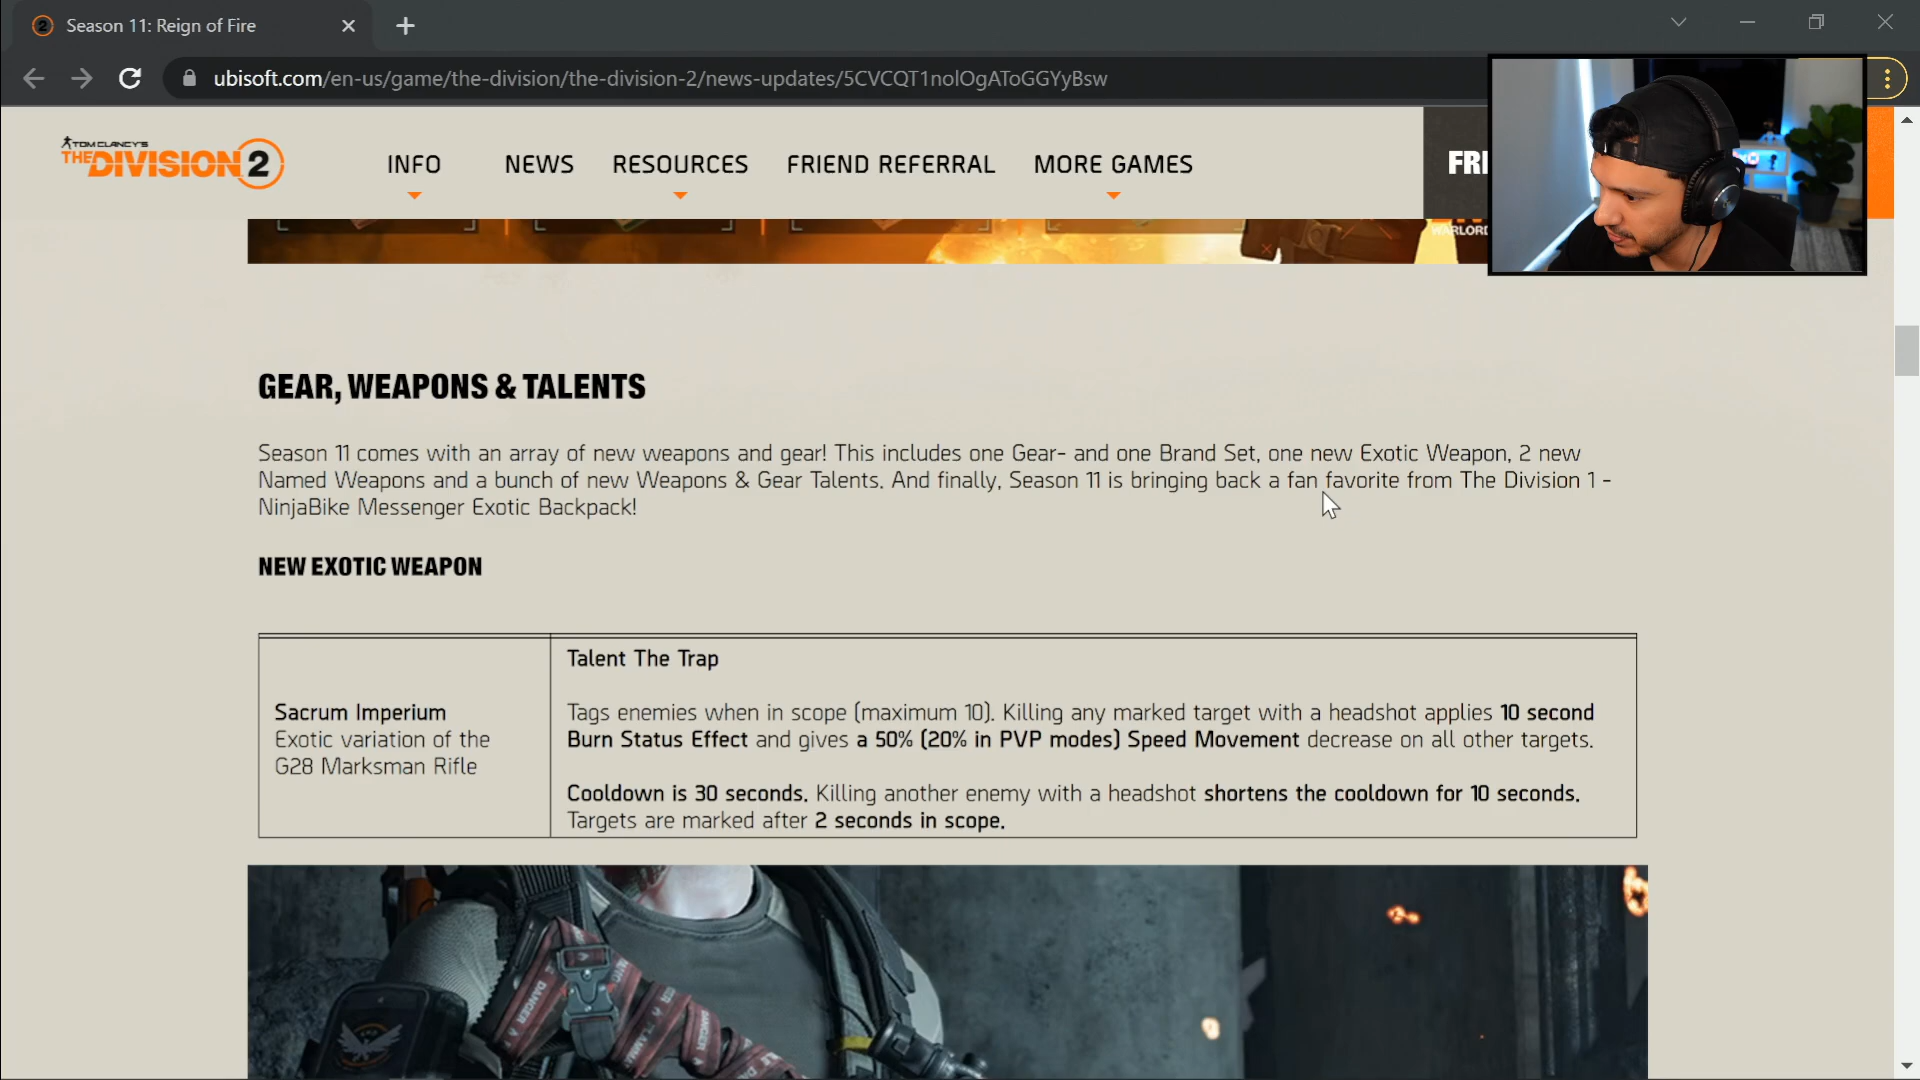 Season 11: Reign of Fire
ubisoft.com/en-us/game/the-division/the-division-2/news-updates/5CVCQT1nolOgAToGGYyBsw
TOM CLANCY'S
THE DIVISION 2
INFO
NEWS
RESOURCES
FRIEND REFERRAL
MORE GAMES
WARLORD
GEAR, WEAPONS & TALENTS
Season 11 comes with an array of new weapons and gear! This includes one Gear- and one Brand Set, one new Exotic Weapon, 2 new
Named Weapons and a bunch of new Weapons & Gear Talents. And finally, Season 11 is bringing back a fan favorite from The Division 1 -
NinjaBike Messenger Exotic Backpack!
NEW EXOTIC WEAPON
Sacrum Imperium
Exotic variation of the
G28 Marksman Rifle
Talent The Trap
Tags enemies when in scope (maximum 10). Killing any marked target with a headshot applies 10 second
Burn Status Effect and gives a 50% (20% in PVP modes) Speed Movement decrease on all other targets.
Cooldown is 30 seconds. Killing another enemy with a headshot shortens the cooldown for 10 seconds.
Targets are marked after 2 seconds in scope.
DANGER
DANGER